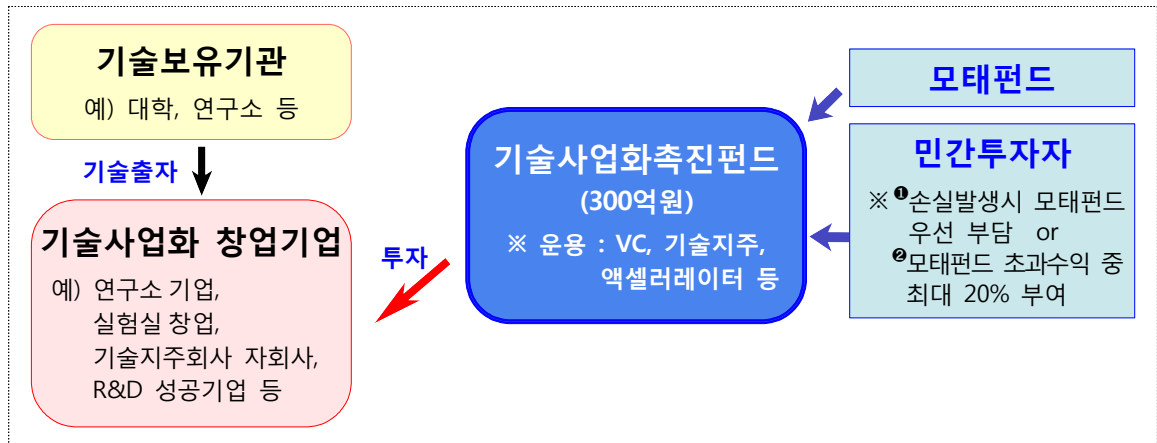 기술보유기관
예) 대학, 연구소 등
기술출자
기술사업화 창업기업
예) 연구소 기업,
실험실 창업,
기술지주회사 자회사,
R&D 성공기업 등
투자
기술사업화촉진펀드
(300억원)
※ 운용 : VC, 기술지주,
액셀러레이터 등
모태펀드
민간투자자
※ ❶손실발생시 모태펀드
우선 부담 or
❷모태펀드 초과수익 중
최대 20% 부여